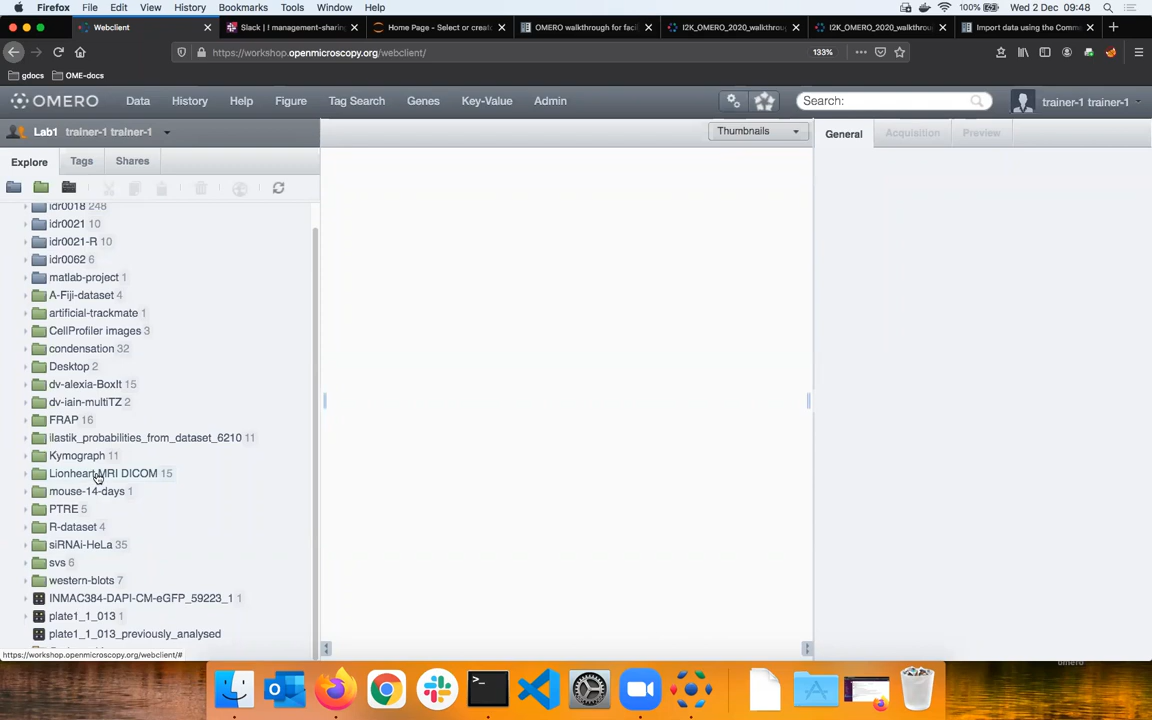 Firefox File Edit View History Bookmarks Tools Window Help 100% Wed 2 Dec 09:48
Webclient × Slack | ! management-sharing × Home Page - Select or create × OMERO walkthrough for facil × I2K_OMERO_2020_walkthroug × I2K_OMERO_2020_walkthroug × Import data using the Comma × +
https://workshop.openmicroscopy.org/webclient/ 133%
gdocs OME-docs
OMERO Data History Help Figure Tag Search Genes Key-Value Admin Search: trainer-1 trainer-1
Lab1 trainer-1 trainer-1 Thumbnails General Acquisition Preview
Explore Tags Shares
idr0018 248
idr0021 10
idr0021-R 10
idr0062 6
matlab-project 1
A-Fiji-dataset 4
artificial-trackmate 1
CellProfiler images 3
condensation 32
Desktop 2
dv-alexia-BoxIt 15
dv-iain-multiTZ 2
FRAP 16
ilastik_probabilities_from_dataset_6210 11
Kymograph 11
Lionheart MRI DICOM 15
mouse-14-days 1
PTRE 5
R-dataset 4
siRNAi-HeLa 35
svs 6
western-blots 7
INMAC384-DAPI-CM-eGFP_59223_1 1
plate1_1_013 1
plate1_1_013_previously_analysed
https://workshop.openmicroscopy.org/webclient/#
omero